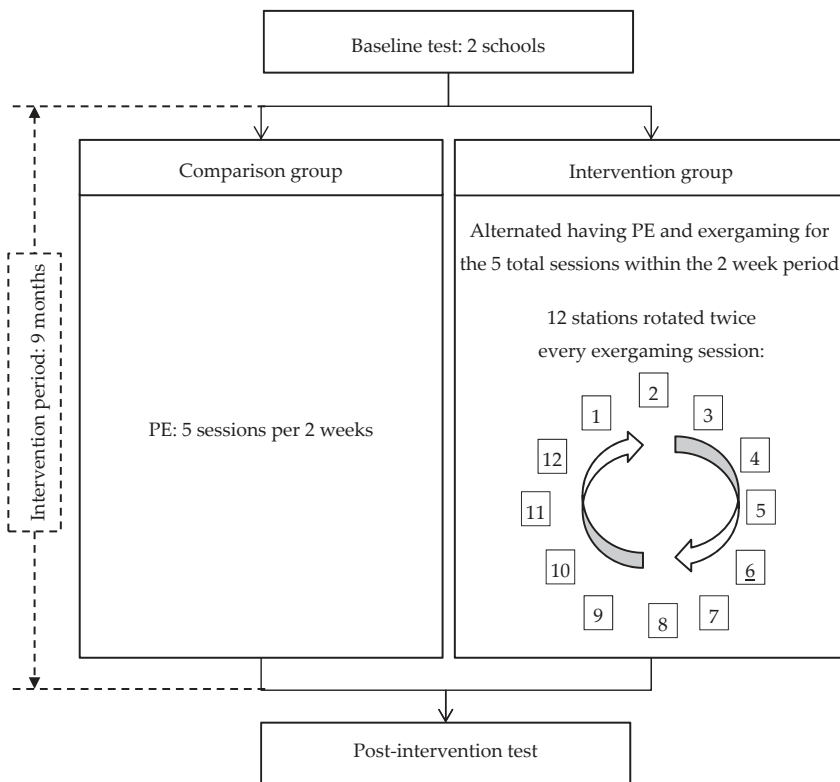 Baseline test: 2 schools
Intervention period: 9 months
Comparison group
PE: 5 sessions per 2 weeks
Intervention group
Alternated having PE and exergaming for
the 5 total sessions within the 2 week period
12 stations rotated twice
every exergaming session:
1
2
3
4
5
6
7
8
9
10
11
12
Post-intervention test